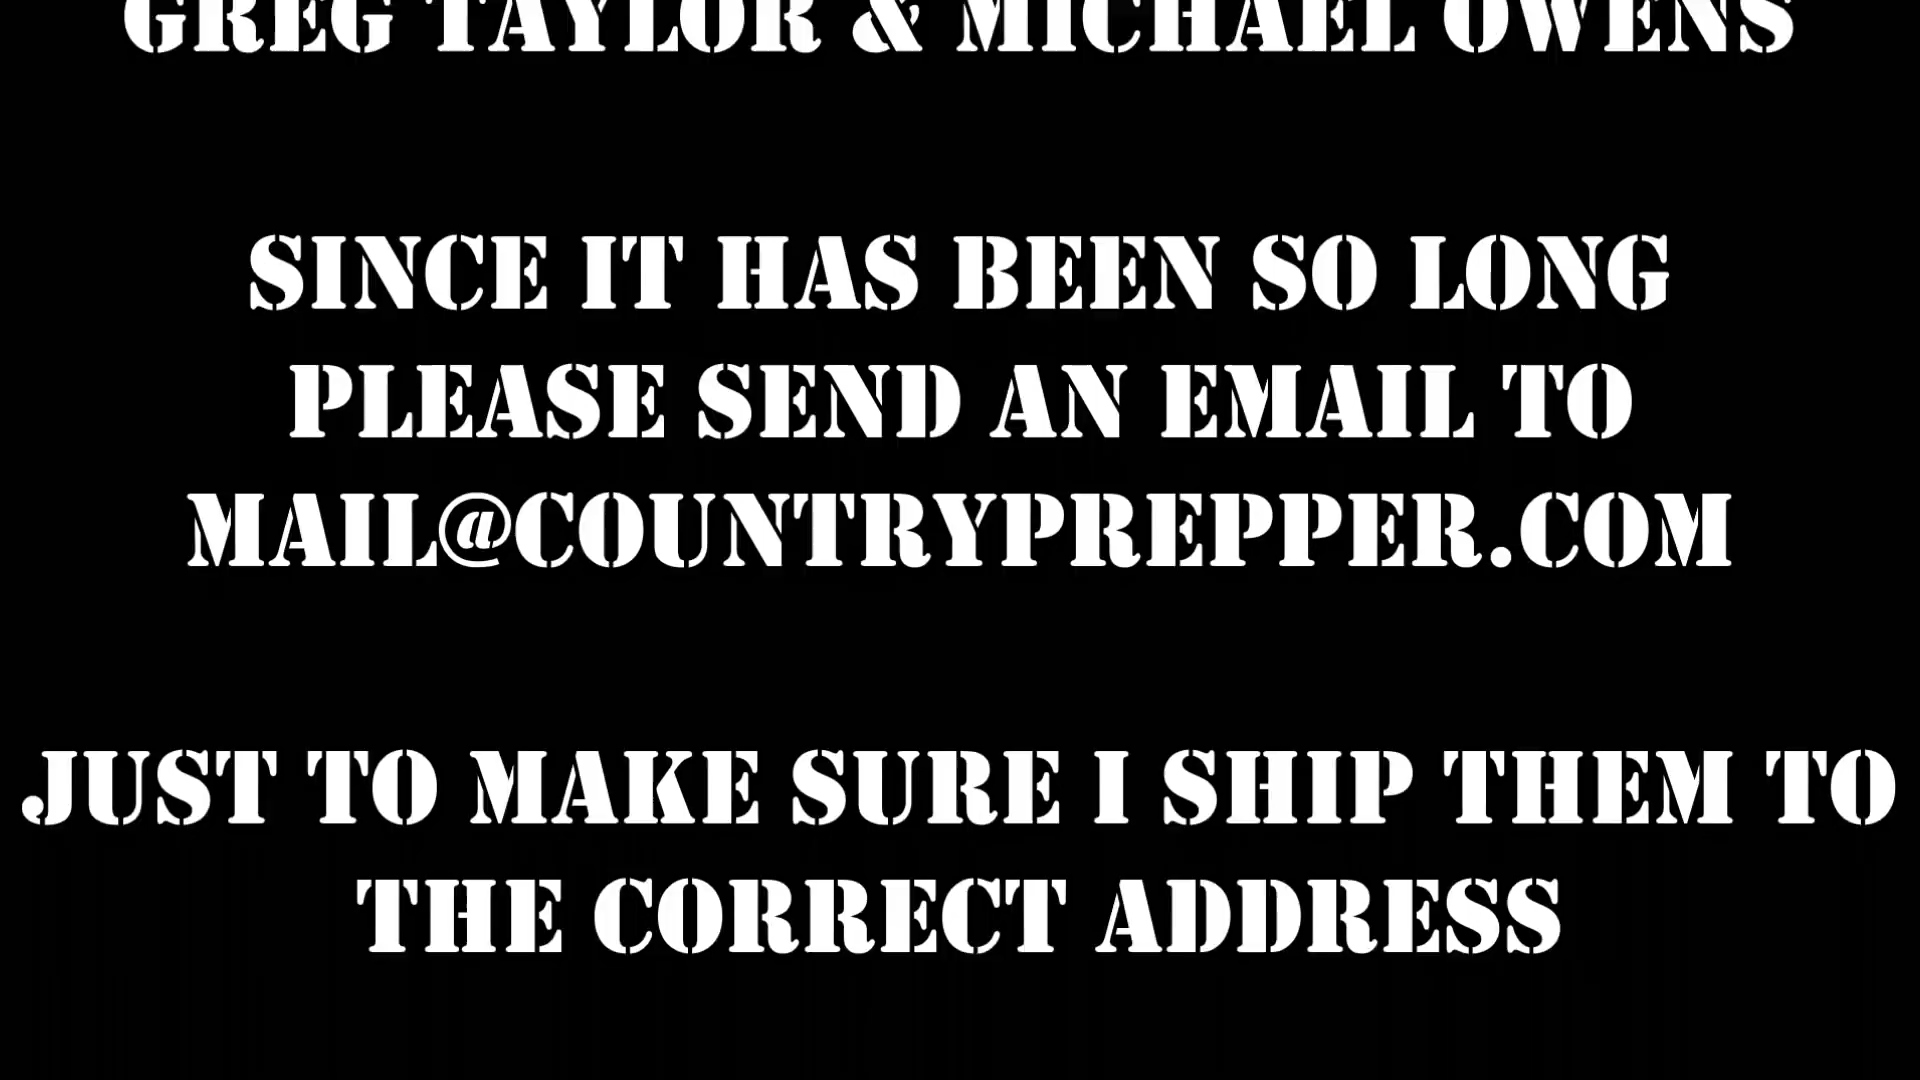 GREG TAYLOR & MICHAEL OWENS
SINCE IT HAS BEEN SO LONG
PLEASE SEND AN EMAIL TO
MAIL@COUNTRYPREPPER.COM
JUST TO MAKE SURE I SHIP THEM TO
THE CORRECT ADDRESS